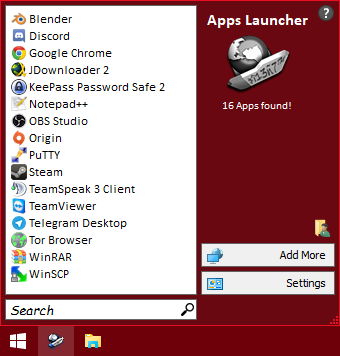 Blender
Discord
Google Chrome
JDownloader 2
KeePass Password Safe 2
Notepad++
OBS Studio
Origin
PuTTY
Steam
TeamSpeak 3 Client
TeamViewer
Telegram Desktop
Tor Browser
WinRAR
WinSCP
Search
Apps Launcher
?
16 Apps found!
Add More
Settings